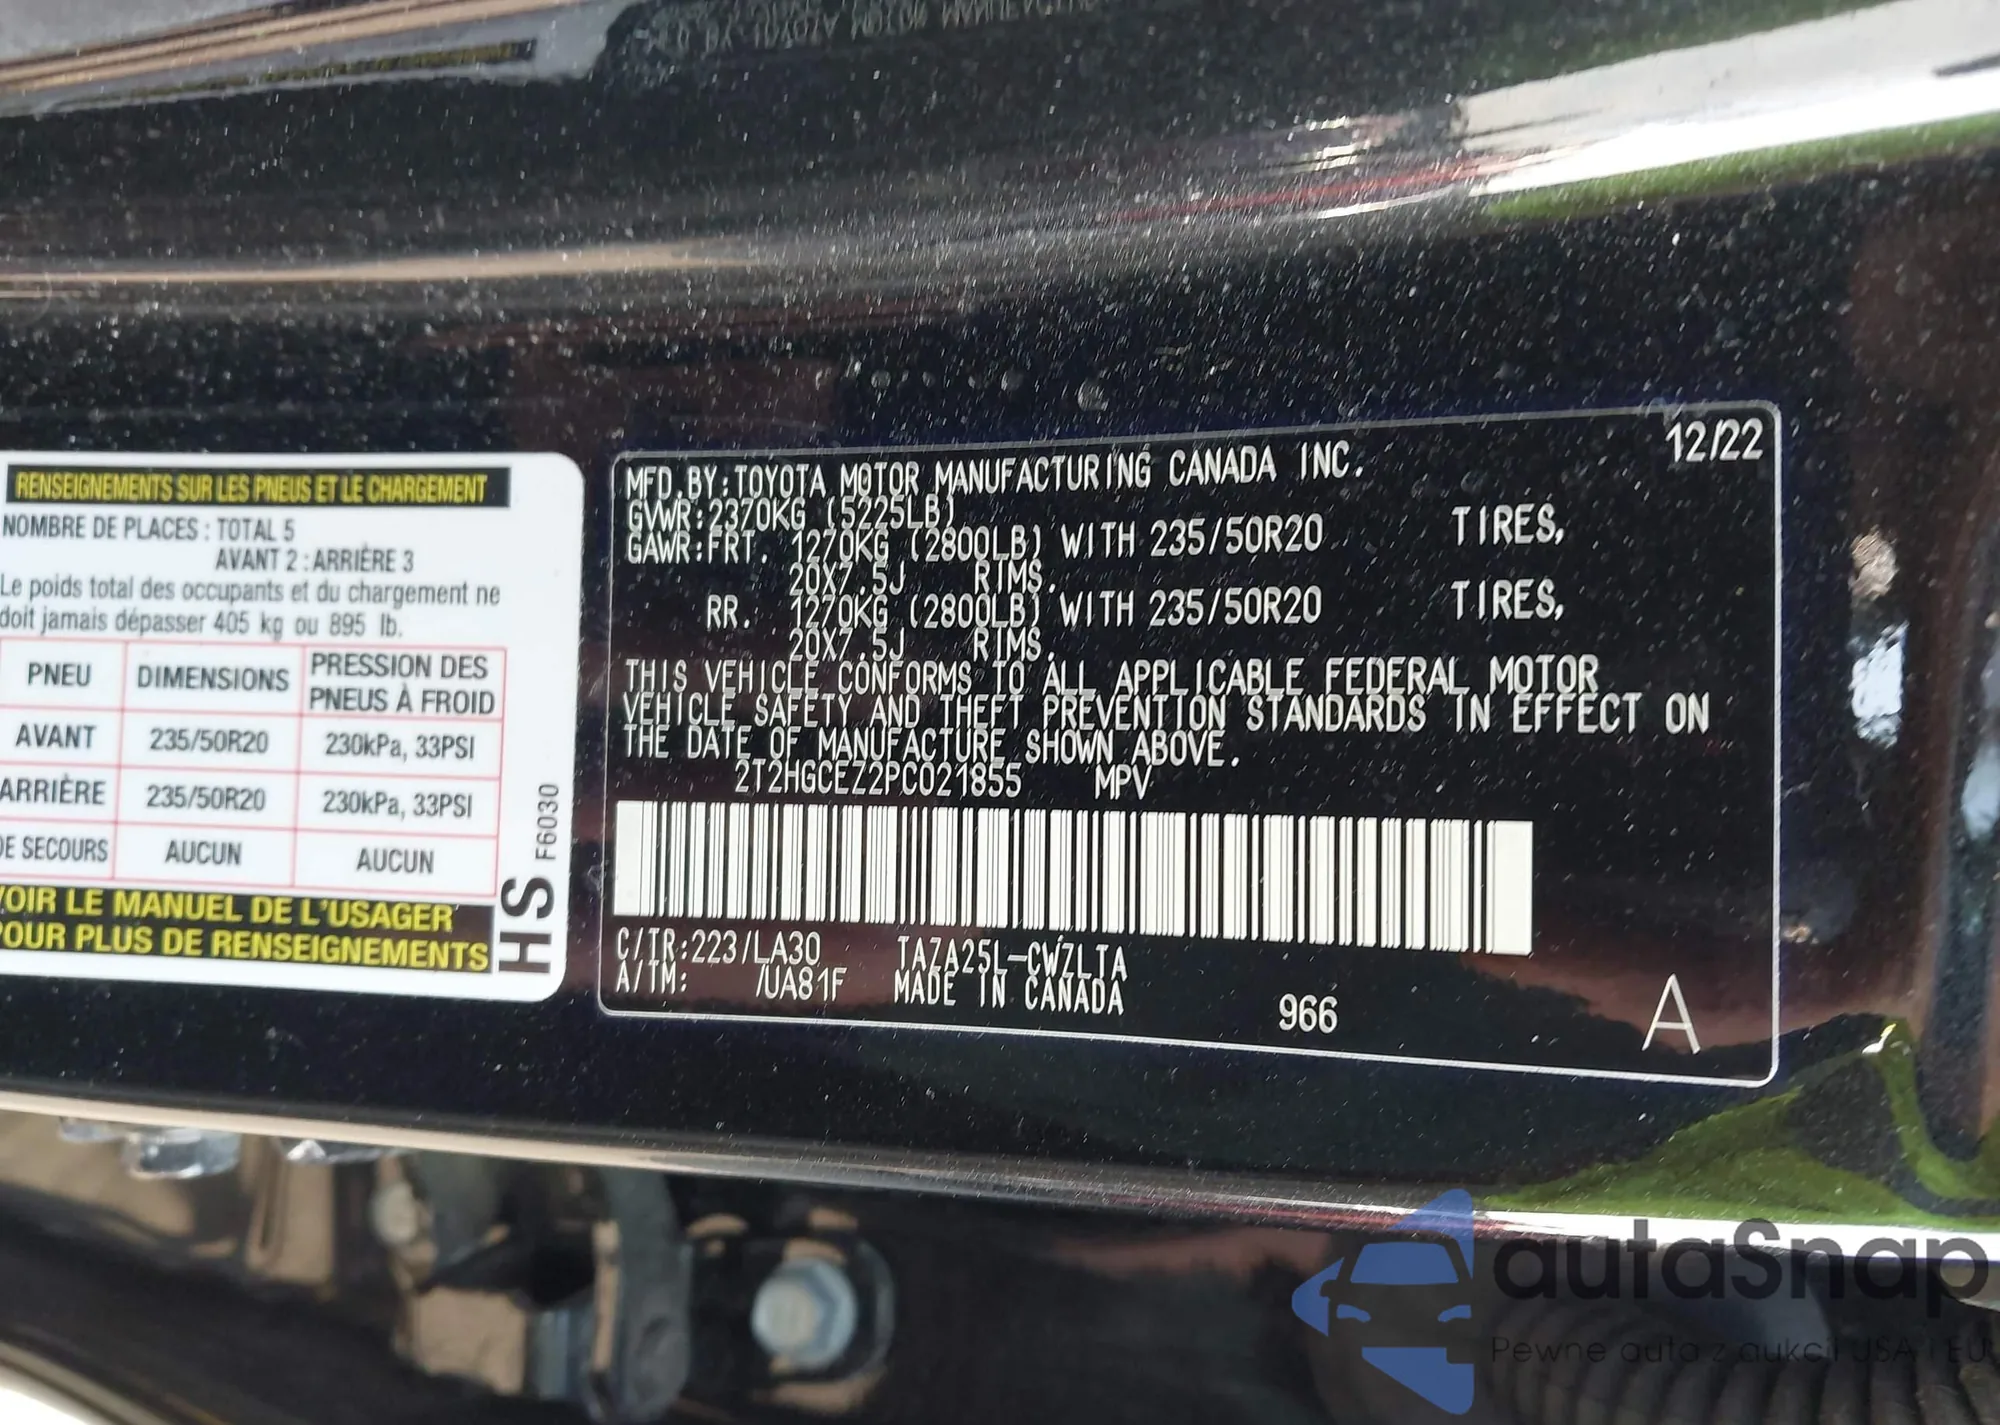 RENSEIGNEMENTS SUR LES PNEUS ET LE CHARGEMENT
NOMBRE DE PLACES : TOTAL 5
AVANT 2 : ARRIÈRE 3
Le poids total des occupants et du chargement ne
doit jamais dépasser 405 kg ou 895 lb.
PNEU DIMENSIONS PRESSION DES PNEUS À FROID
AVANT 235/50R20 230kPa, 33PSI
ARRIÈRE 235/50R20 230kPa, 33PSI
DE SECOURS AUCUN AUCUN
VOIR LE MANUEL DE L'USAGER
POUR PLUS DE RENSEIGNEMENTS
HS F6030
12/22
MFD.BY:TOYOTA MOTOR MANUFACTURING CANADA INC.
GVWR:2370KG (5225LB)
GAWR:FRT. 1270KG (2800LB) WITH 235/50R20 TIRES,
20X7.5J RIMS.
RR. 1270KG (2800LB) WITH 235/50R20 TIRES,
20X7.5J RIMS.
THIS VEHICLE CONFORMS TO ALL APPLICABLE FEDERAL MOTOR
VEHICLE SAFETY AND THEFT PREVENTION STANDARDS IN EFFECT ON
THE DATE OF MANUFACTURE SHOWN ABOVE.
2T2HGCEZ2PC021855 MPV
C/TR:223/LA30 TAZA25L-CWZLTA
A/TM: /UA81F MADE IN CANADA
966
A
autaSnap
Pewne auta z aukcji USA i EU